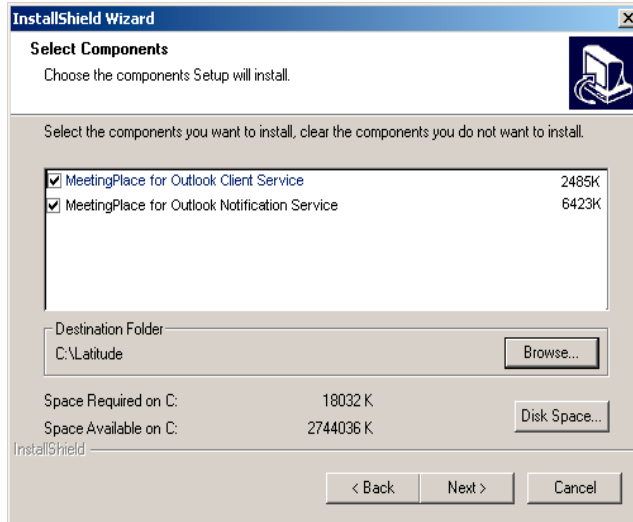 InstallShield Wizard
Select Components
Choose the components Setup will install.
Select the components you want to install, clear the components you do not want to install.
MeetingPlace for Outlook Client Service 2485K
MeetingPlace for Outlook Notification Service 6423K
Destination Folder
C:\Latitude
Browse...
Space Required on C: 18032 K
Space Available on C: 2744036 K
Disk Space...
InstallShield
< Back Next > Cancel